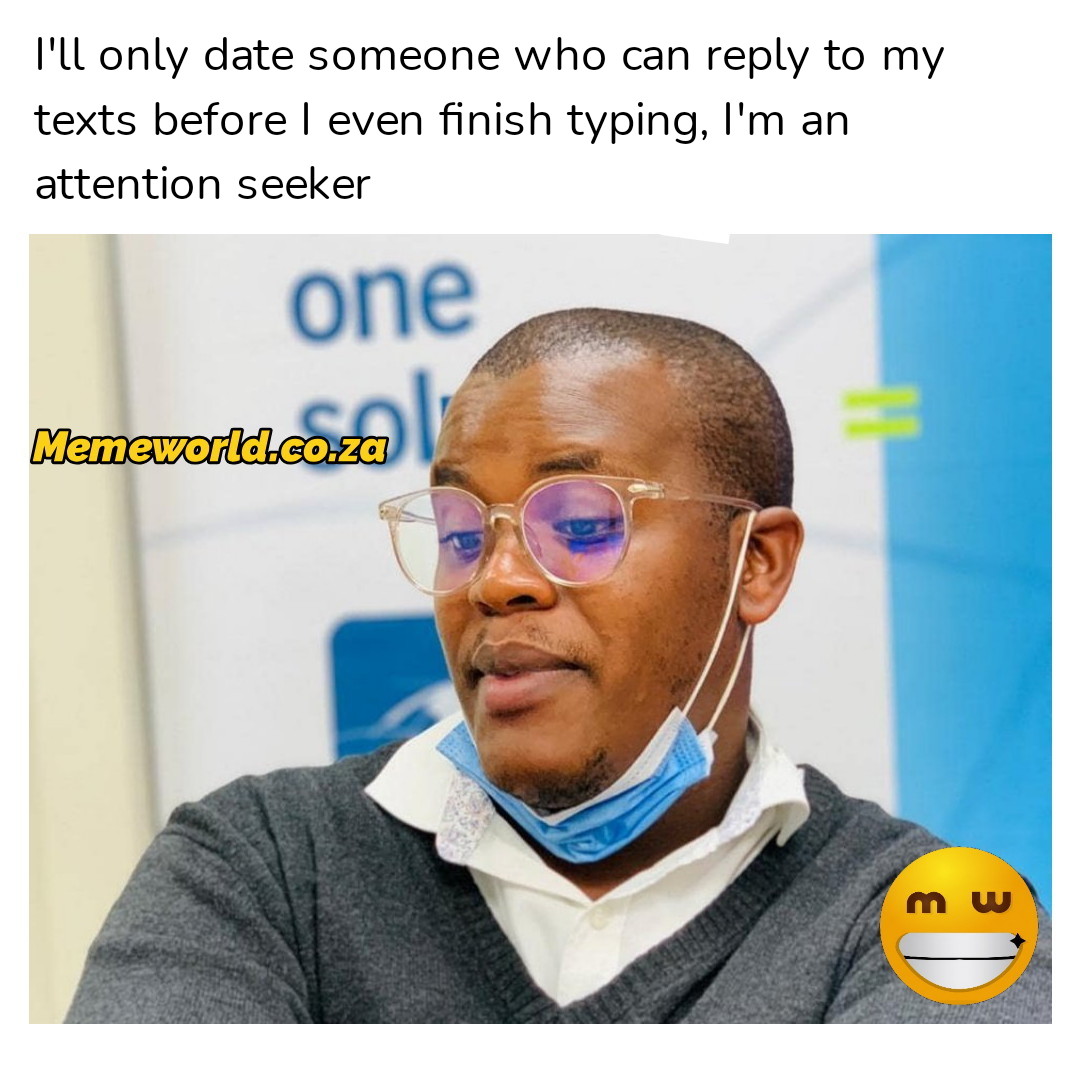 I'll only date someone who can reply to my
texts before I even finish typing, I'm an
attention seeker
one
Memeworld.co.za
m w